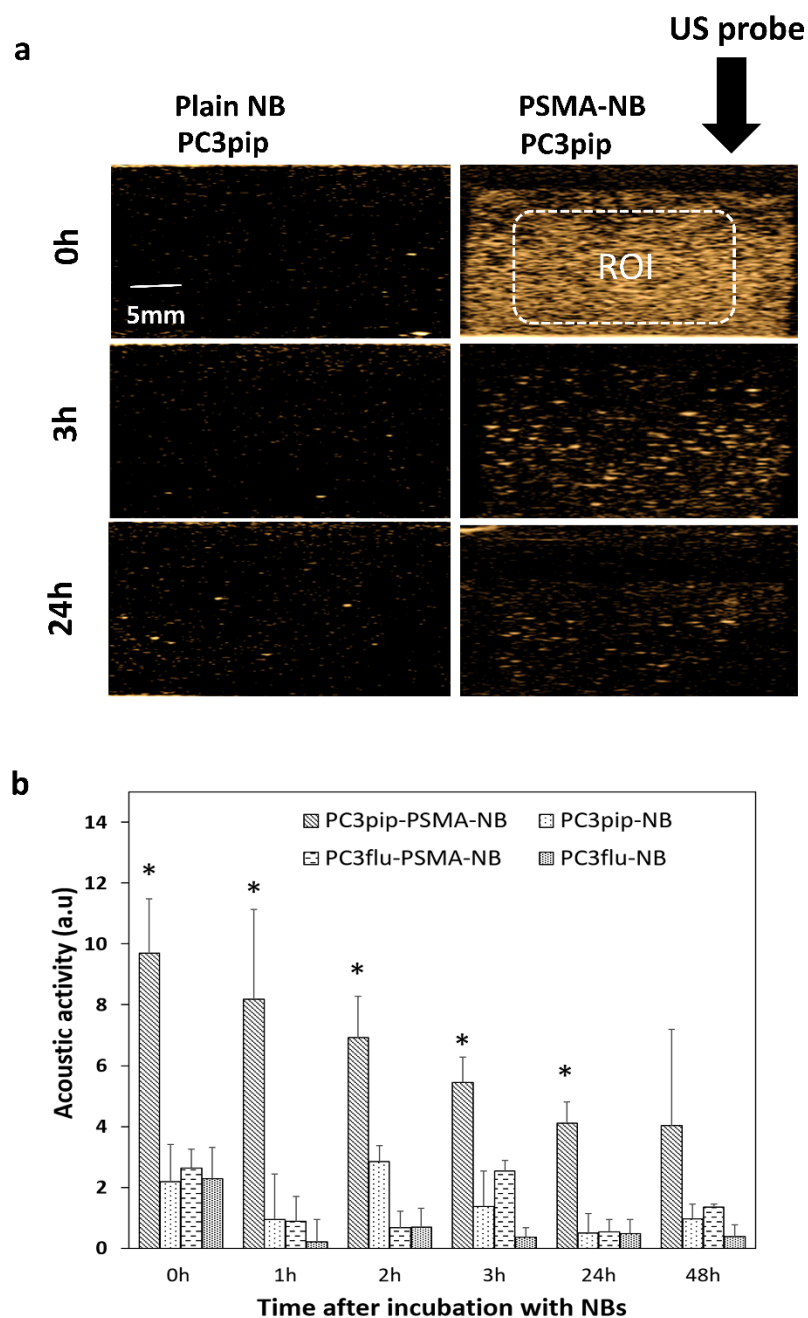 US probe
a
Plain NB
PC3pip
PSMA-NB
PC3pip
0h
ROI
5mm
3h
24h
b
PC3pip-PSMA-NB
PC3pip-NB
PC3flu-PSMA-NB
PC3flu-NB
Acoustic activity (a.u)
14
12
10
8
6
4
2
0
*
*
*
*
*
0h
1h
2h
3h
24h
48h
Time after incubation with NBs